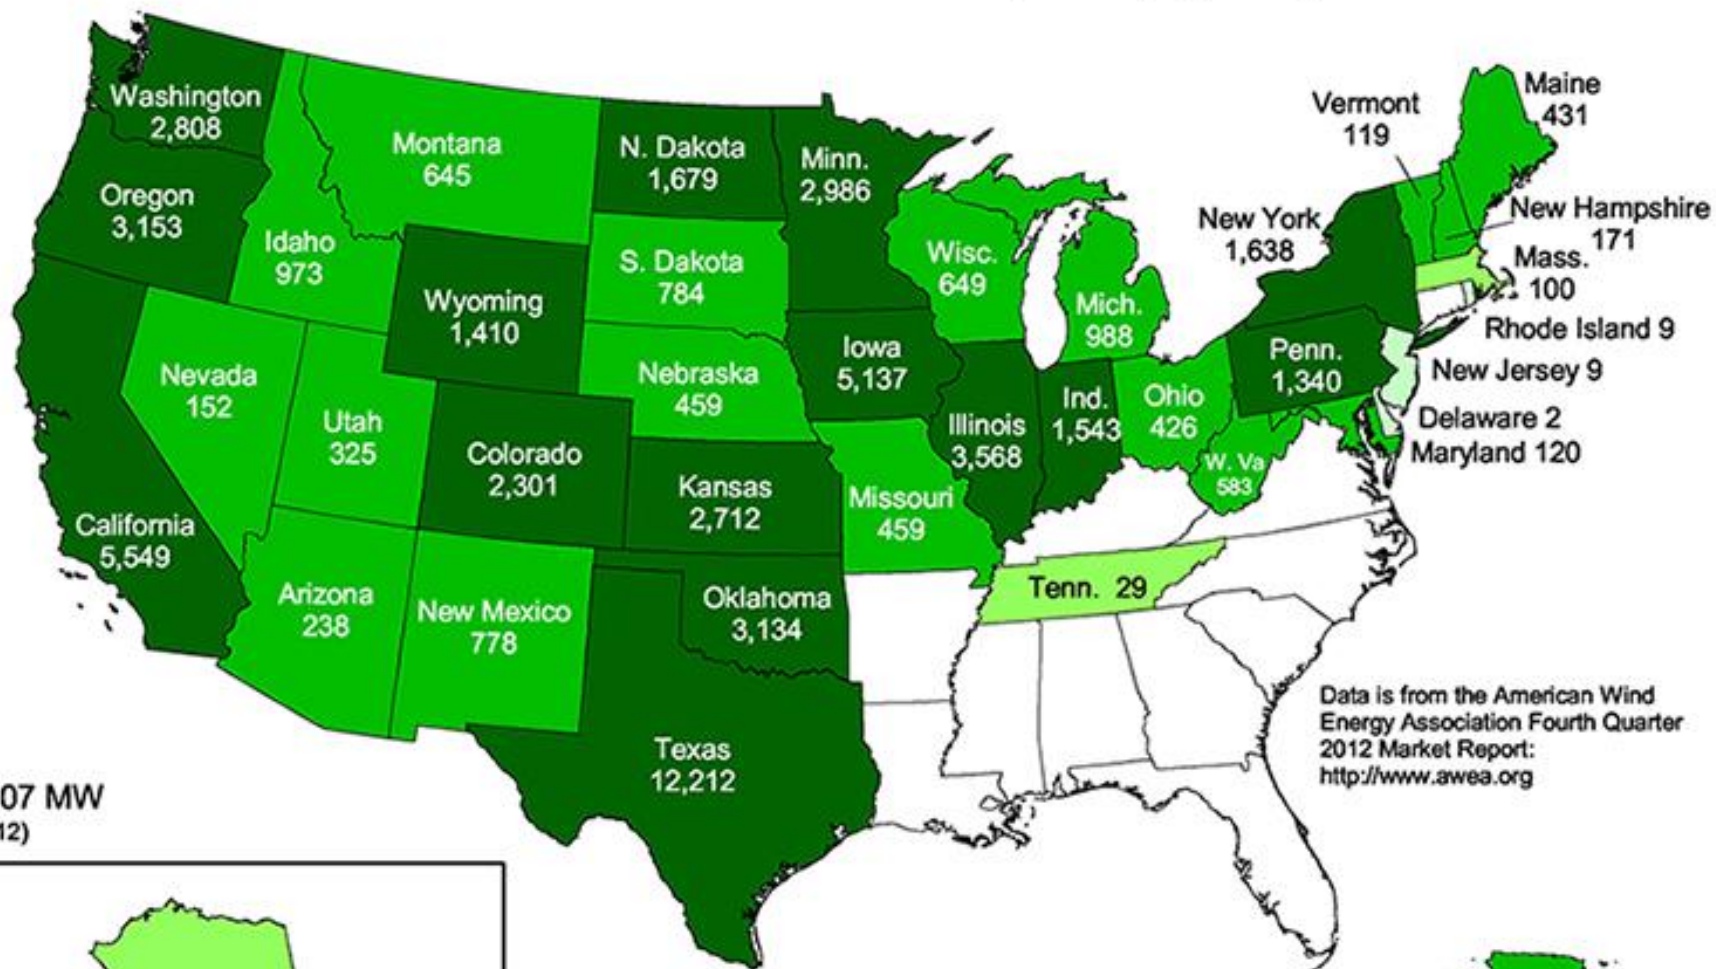 Washington
2,808
Oregon
3,153
California
5,549
Idaho
973
Nevada
152
Utah
325
Arizona
238
Montana
645
Wyoming
1,410
Colorado
2,301
New Mexico
778
N. Dakota
1,679
S. Dakota
784
Nebraska
459
Kansas
2,712
Oklahoma
3,134
Texas
12,212
Minn.
2,986
Iowa
5,137
Missouri
459
Wisc.
649
Illinois
3,568
Mich.
988
Ind.
1,543
Ohio
426
W. Va
583
Tenn. 29
Penn.
1,340
New York
1,638
Vermont
119
Maine
431
New Hampshire
171
Mass.
100
Rhode Island 9
New Jersey 9
Delaware 2
Maryland 120
Data is from the American Wind
Energy Association Fourth Quarter
2012 Market Report:
http://www.awea.org
07 MW
12)